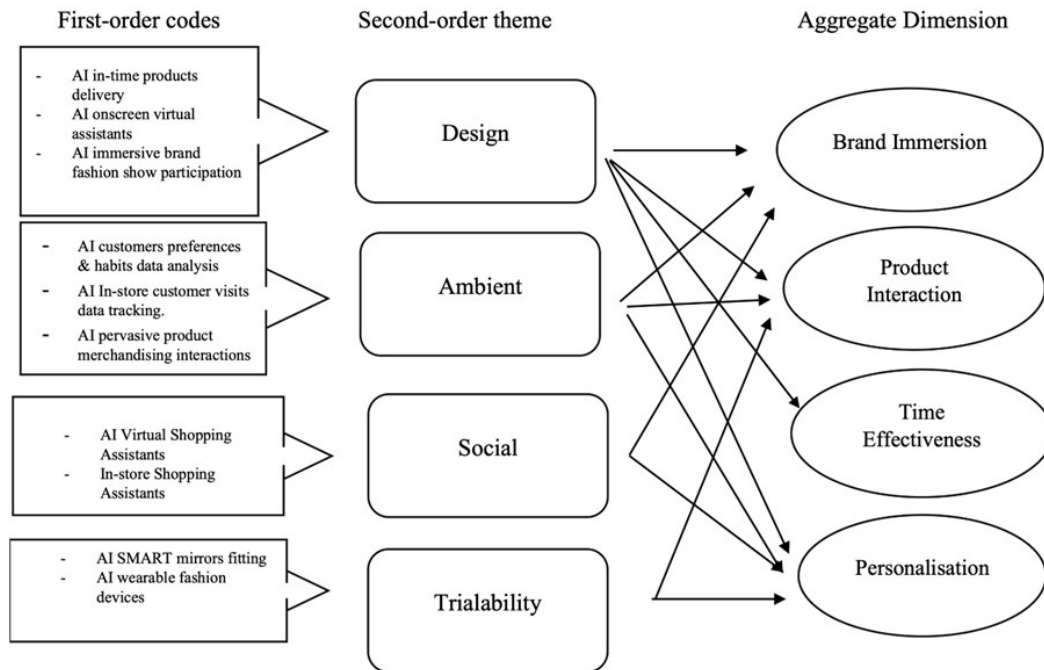 First-order codes
Second-order theme
Aggregate Dimension
- AI in-time products
delivery
- AI onscreen virtual
assistants
- AI immersive brand
fashion show participation
Design
Brand Immersion
- AI customers preferences
& habits data analysis
- AI In-store customer visits
data tracking.
- AI pervasive product
merchandising interactions
Ambient
Product
Interaction
- AI Virtual Shopping
Assistants
- In-store Shopping
Assistants
Social
Time
Effectiveness
- AI SMART mirrors fitting
- AI wearable fashion
devices
Trialability
Personalisation